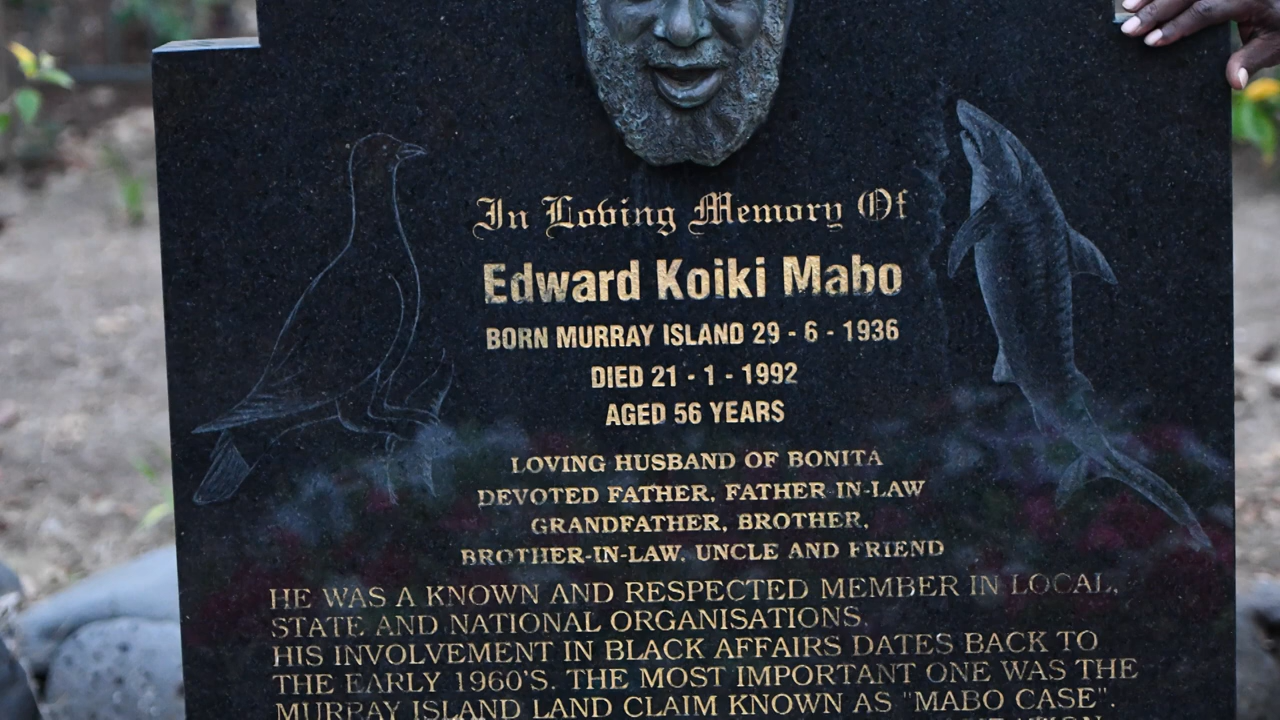 In Loving Memory Of
Edward Koiki Mabo
BORN MURRAY ISLAND 29 - 6 - 1936
DIED 21 - 1 - 1992
AGED 56 YEARS
LOVING HUSBAND OF BONITA
DEVOTED FATHER, FATHER IN-LAW
GRANDFATHER, BROTHER,
BROTHER-IN-LAW, UNCLE AND FRIEND
HE WAS A KNOWN AND RESPECTED MEMBER IN LOCAL,
STATE AND NATIONAL ORGANISATIONS.
HIS INVOLVEMENT IN BLACK AFFAIRS DATES BACK TO
THE EARLY 1960'S. THE MOST IMPORTANT ONE WAS THE
MURRAY ISLAND LAND CLAIM KNOWN AS "MABO CASE".